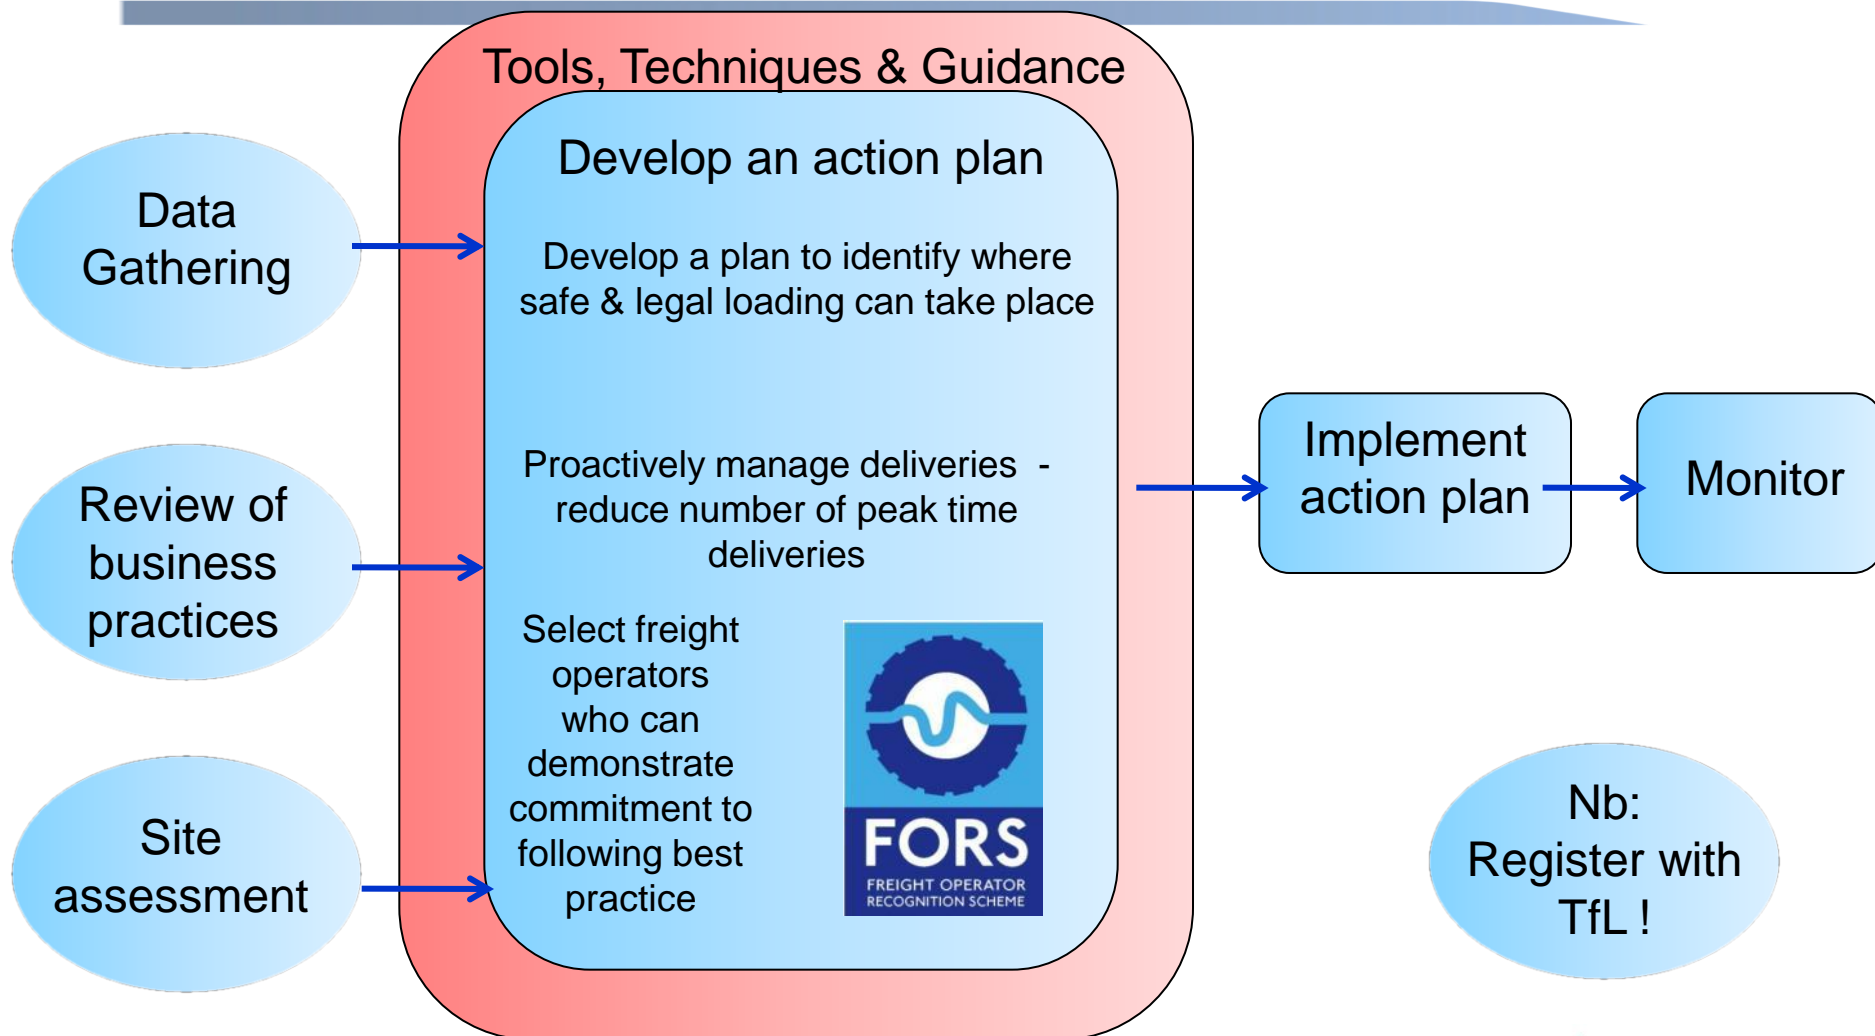 Tools, Techniques & Guidance
Develop an action plan
Data
Gathering
Develop a plan to identify where
safe & legal loading can take place
Review of
business
practices
Proactively manage deliveries  -
reduce number of peak time
deliveries
Site
assessment
Select freight
operators
who can
demonstrate
commitment to
following best
practice
FORS
FREIGHT OPERATOR
RECOGNITION SCHEME
Implement
action plan
Monitor
Nb:
Register with
TfL !